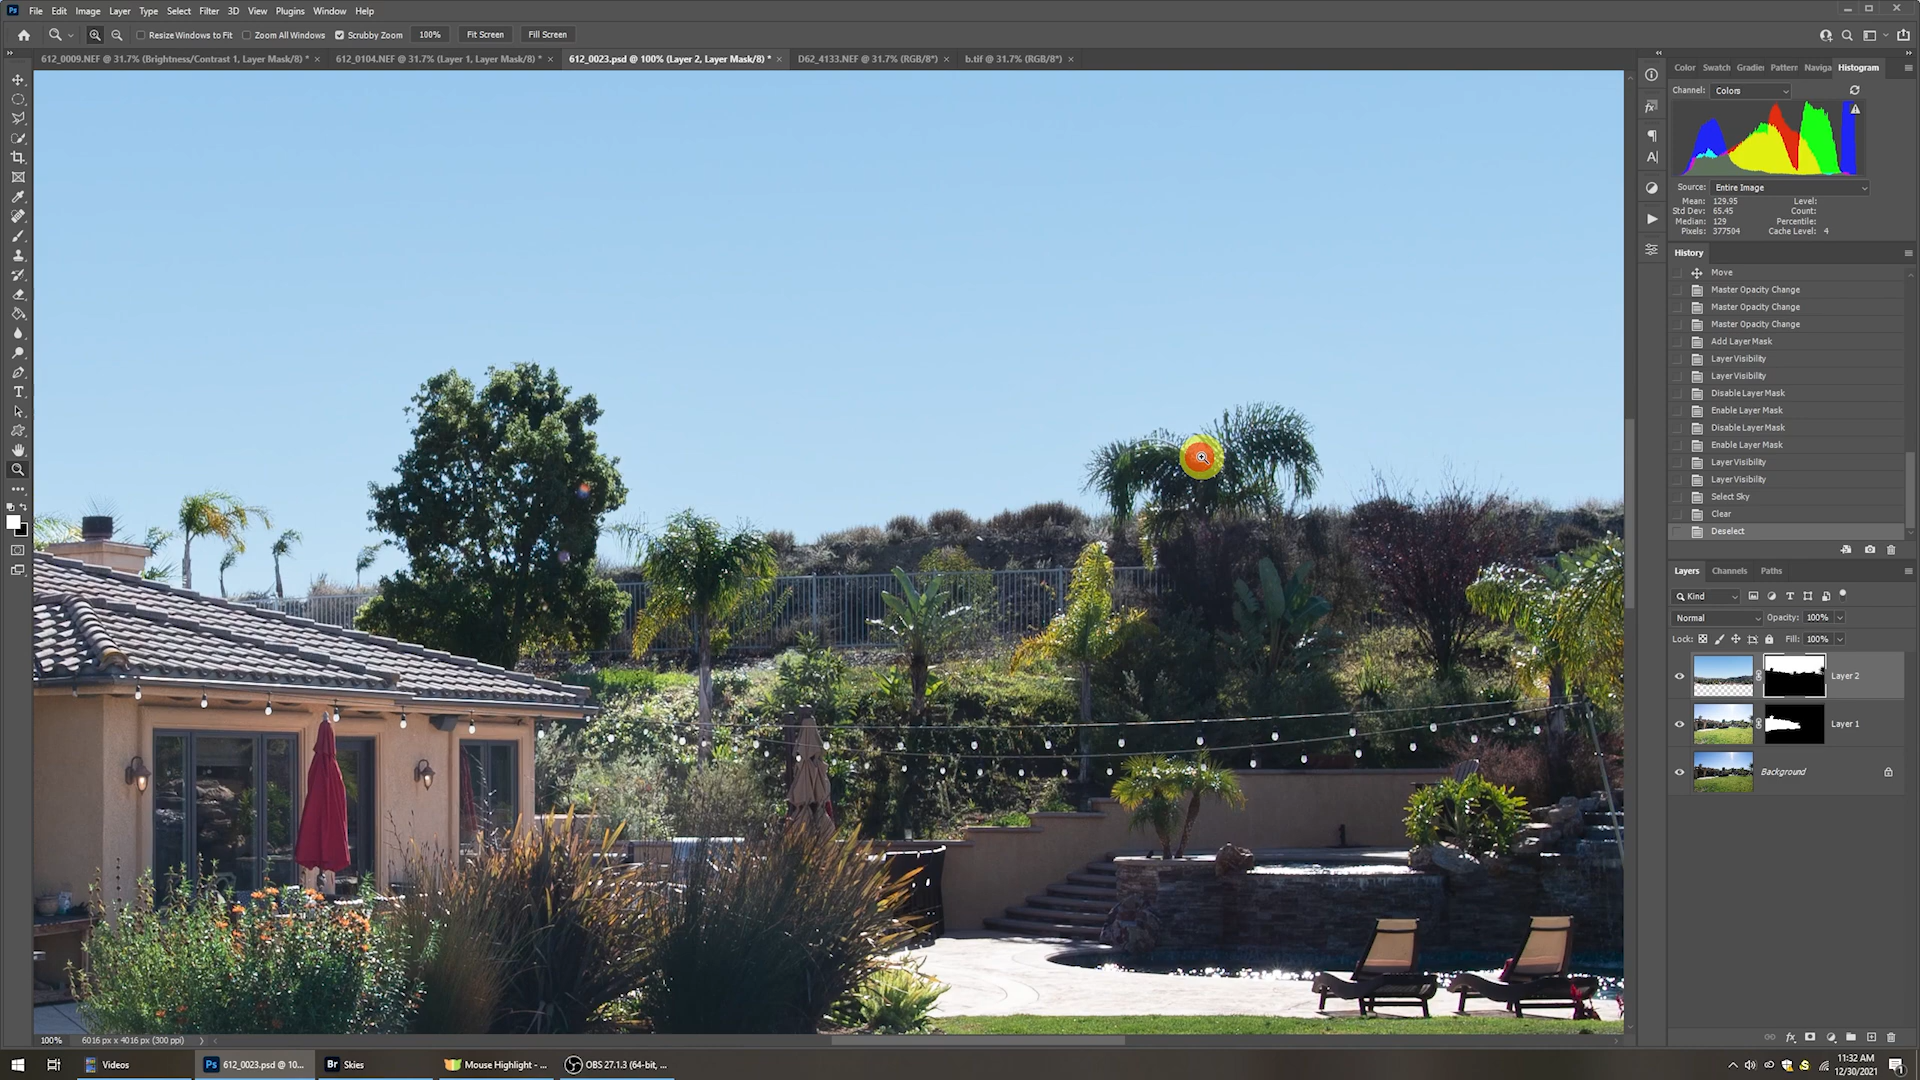 Ps File Edit Image Layer Type Select Filter 3D View Plugins Window Help
Resize Windows to Fit Zoom All Windows Scrubby Zoom 100% Fit Screen Fill Screen
612_0009.NEF @ 31.7% (Brightness/Contrast 1, Layer Mask/8) * × 612_0104.NEF @ 31.7% (Layer 1, Layer Mask/8) * × 612_0023.psd @ 100% (Layer 2, Layer Mask/8) * × D62_4133.NEF @ 31.7% (RGB/8*) × b.tif @ 31.7% (RGB/8*) ×
Color Swatch Gradie Patterr Naviga Histogram
Channel: Colors
Source: Entire Image
Mean: 129.95 Level:
Std Dev: 65.45 Count:
Median: 129 Percentile:
Pixels: 377504 Cache Level: 4
History
Move
Master Opacity Change
Master Opacity Change
Master Opacity Change
Add Layer Mask
Layer Visibility
Layer Visibility
Disable Layer Mask
Enable Layer Mask
Disable Layer Mask
Enable Layer Mask
Layer Visibility
Layer Visibility
Select Sky
Clear
Deselect
Layers Channels Paths
Kind
Normal Opacity: 100%
Lock: Fill: 100%
Layer 2
Layer 1
Background
100% 6016 px x 4016 px (300 ppi)
Videos Ps 612_0023.psd @ 10... Br Skies Mouse Highlight - ... OBS 27.1.3 (64-bit, ...
11:32 AM
12/30/2021